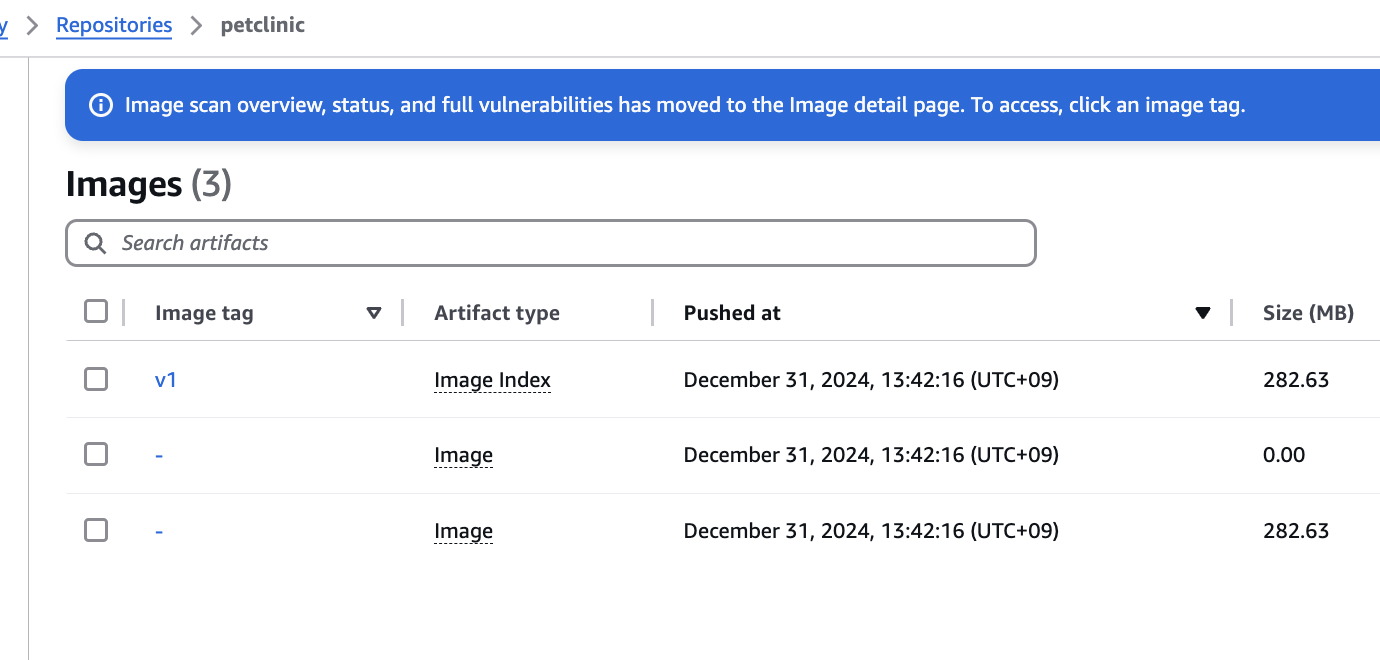 y > Repositories > petclinic
Image scan overview, status, and full vulnerabilities has moved to the Image detail page. To access, click an image tag.
Images (3)
Search artifacts
Image tag Artifact type Pushed at Size (MB)
v1 Image Index December 31, 2024, 13:42:16 (UTC+09) 282.63
- Image December 31, 2024, 13:42:16 (UTC+09) 0.00
- Image December 31, 2024, 13:42:16 (UTC+09) 282.63